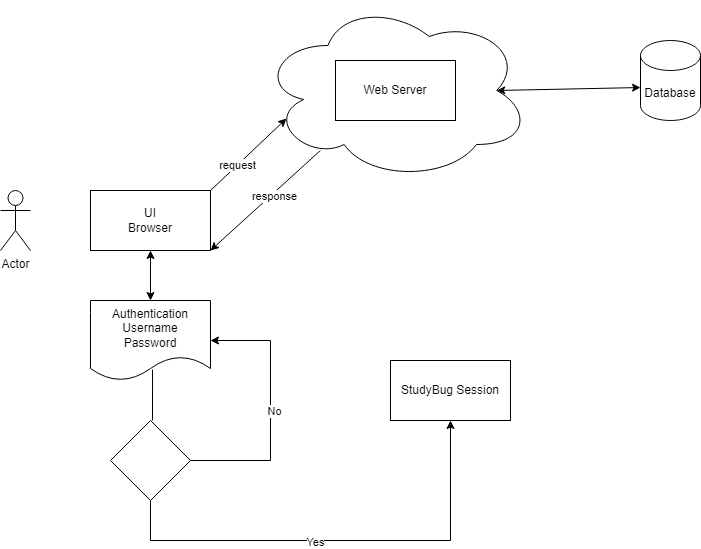 Web Server
Database
request
response
UI
Browser
Actor
Authentication
Username
Password
StudyBug Session
No
Yes